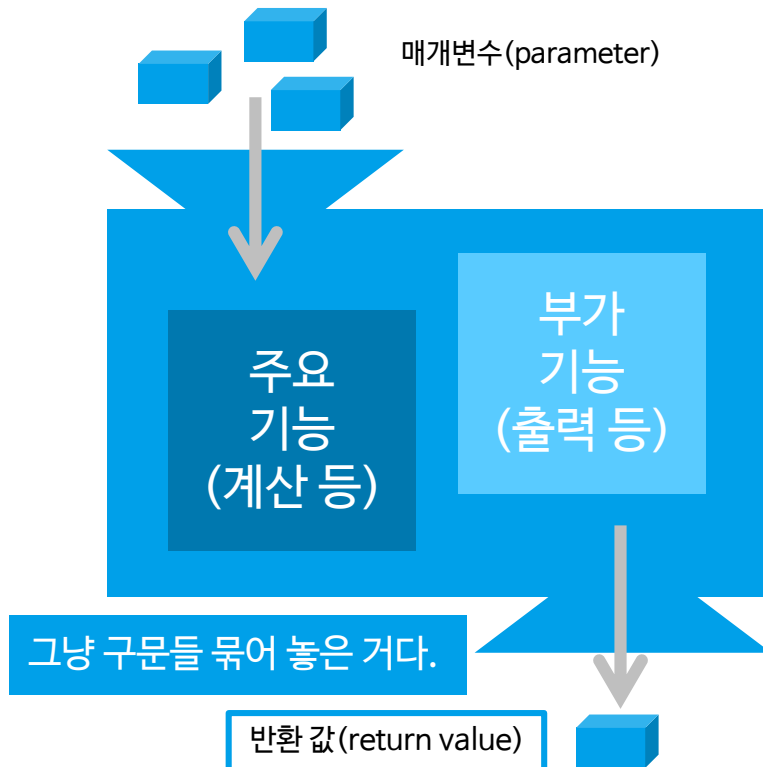 매개변수(parameter)
주요
기능
(계산 등)
부가
기능
(출력 등)
그냥 구문들 묶어 놓은 거다.
반환 값(return value)